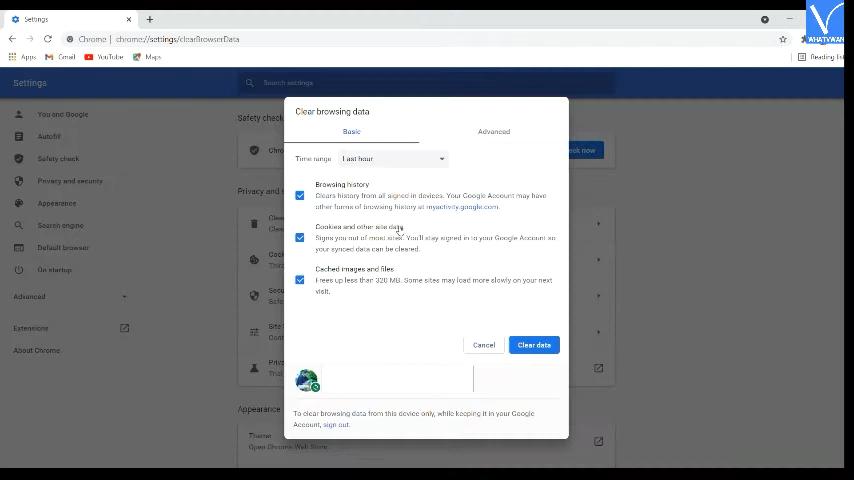 Settings
WHATVWANT
Chrome chrome://settings/clearBrowserData
Apps Gmail YouTube Maps Reading list
Settings
Search settings
You and Google
Autofill
Safety check
Privacy and security
Appearance
Search engine
Default browser
On startup
Advanced
Extensions
About Chrome
Safety check
Clear browsing data
Basic Advanced
Time range Last hour
Browsing history
Clears history from all signed in devices. Your Google Account may have
other forms of browsing history at myactivity.google.com.
Cookies and other site data
Signs you out of most sites. You'll stay signed in to your Google Account so
your synced data can be cleared.
Cached images and files
Frees up less than 320 MB. Some sites may load more slowly on your next
visit.
Cancel Clear data
To clear browsing data from this device only, while keeping it in your Google
Account, sign out.
Appearance
Theme
Open Chrome Web Store